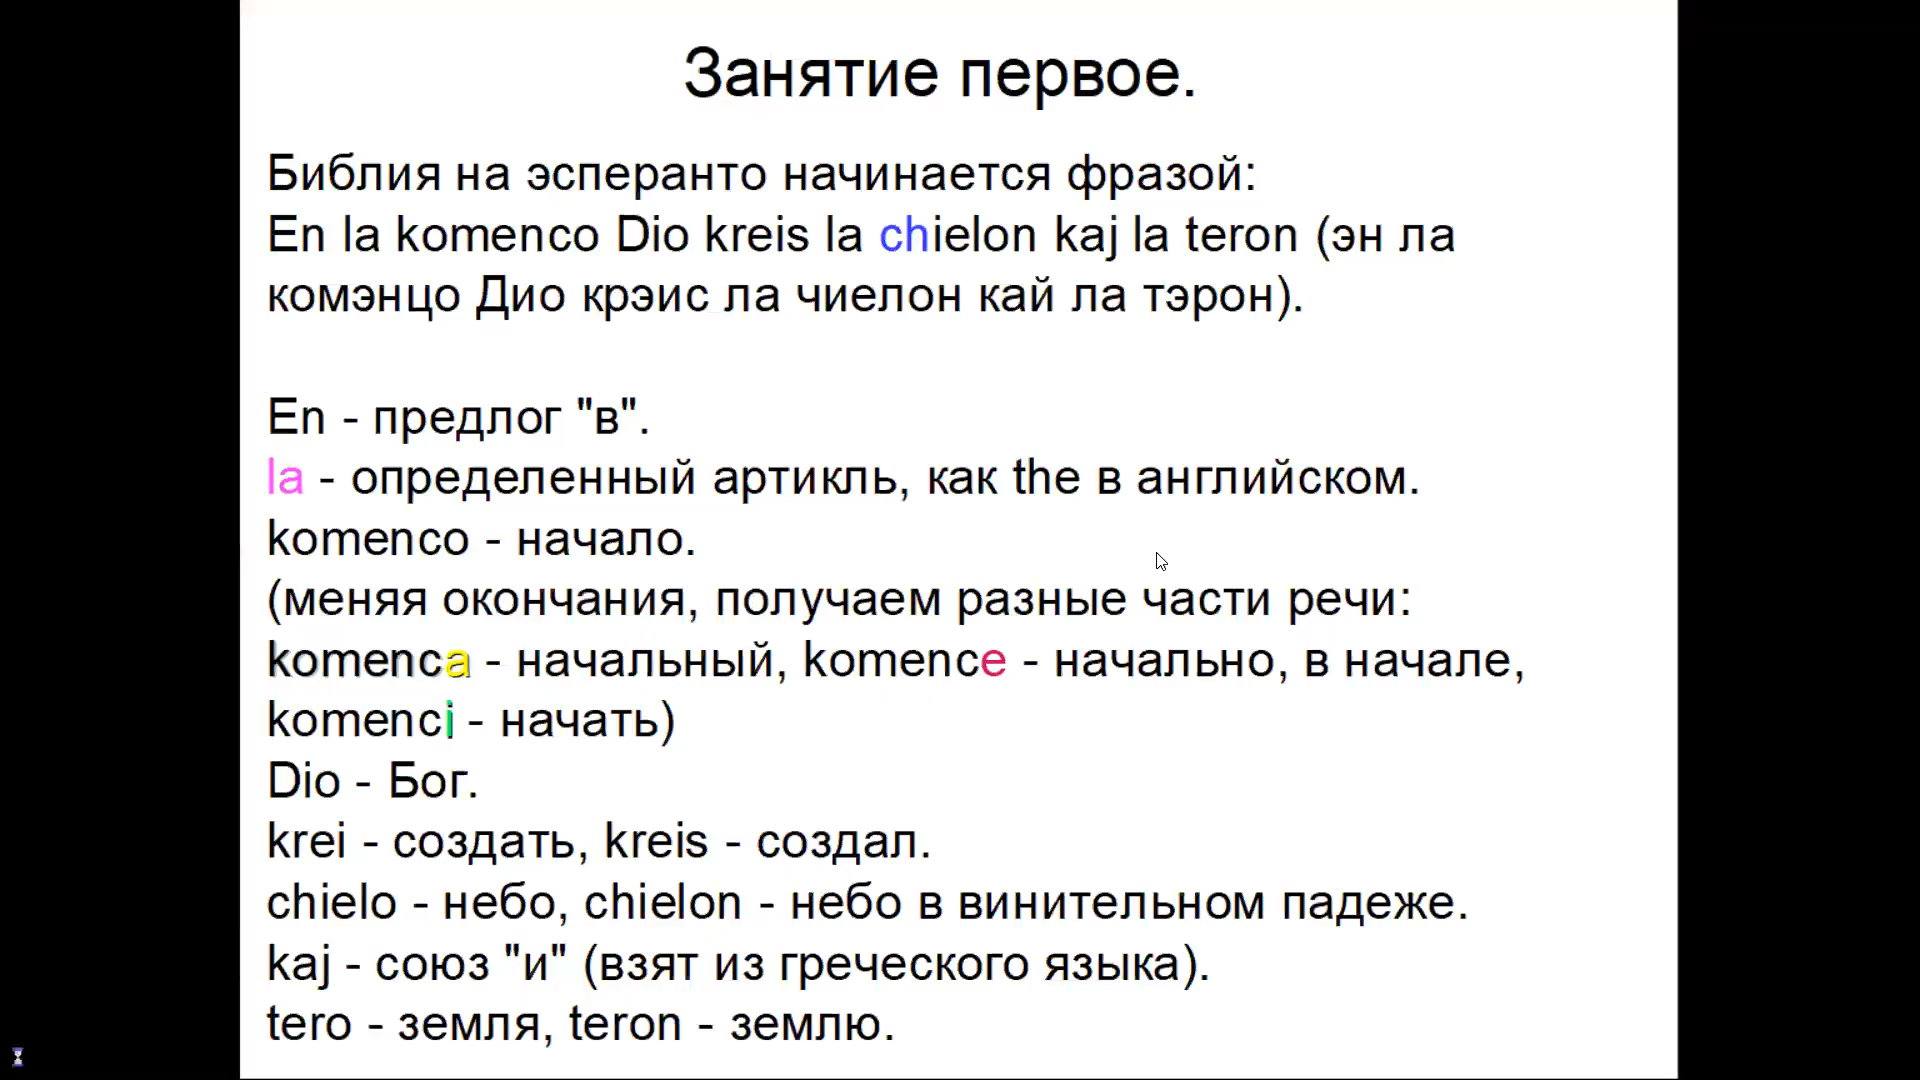 Занятие первое.
Библия на эсперанто начинается фразой:
En la komenco Dio kreis la chielon kaj la teron (эн ла
комэнцо Дио крэис ла чиелон кай ла тэрон).
En - предлог "в".
la - определенный артикль, как the в английском.
komenco - начало.
(меняя окончания, получаем разные части речи:
komenca - начальный, komence - начально, в начале,
komenci - начать)
Dio - Бог.
krei - создать, kreis - создал.
chielo - небо, chielon - небо в винительном падеже.
kaj - союз "и" (взят из греческого языка).
tero - земля, teron - землю.